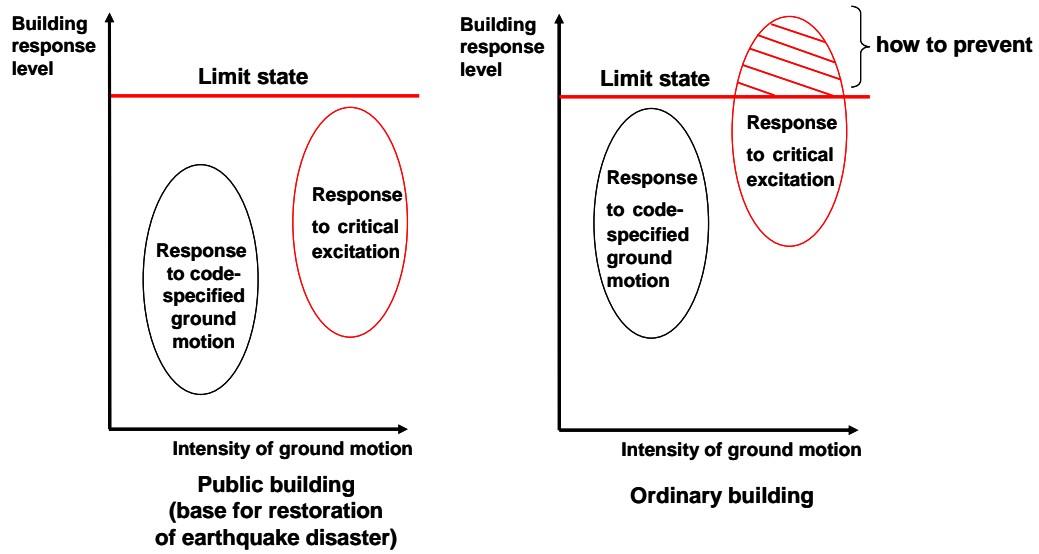 Building
response
level
Limit state
Response
to code-
specified
ground
motion
Response
to critical
excitation
Intensity of ground motion
Public building
(base for restoration
of earthquake disaster)
Building
response
level
how to prevent
Limit state
Response
to code-
specified
ground
motion
Response
to critical
excitation
Intensity of ground motion
Ordinary building